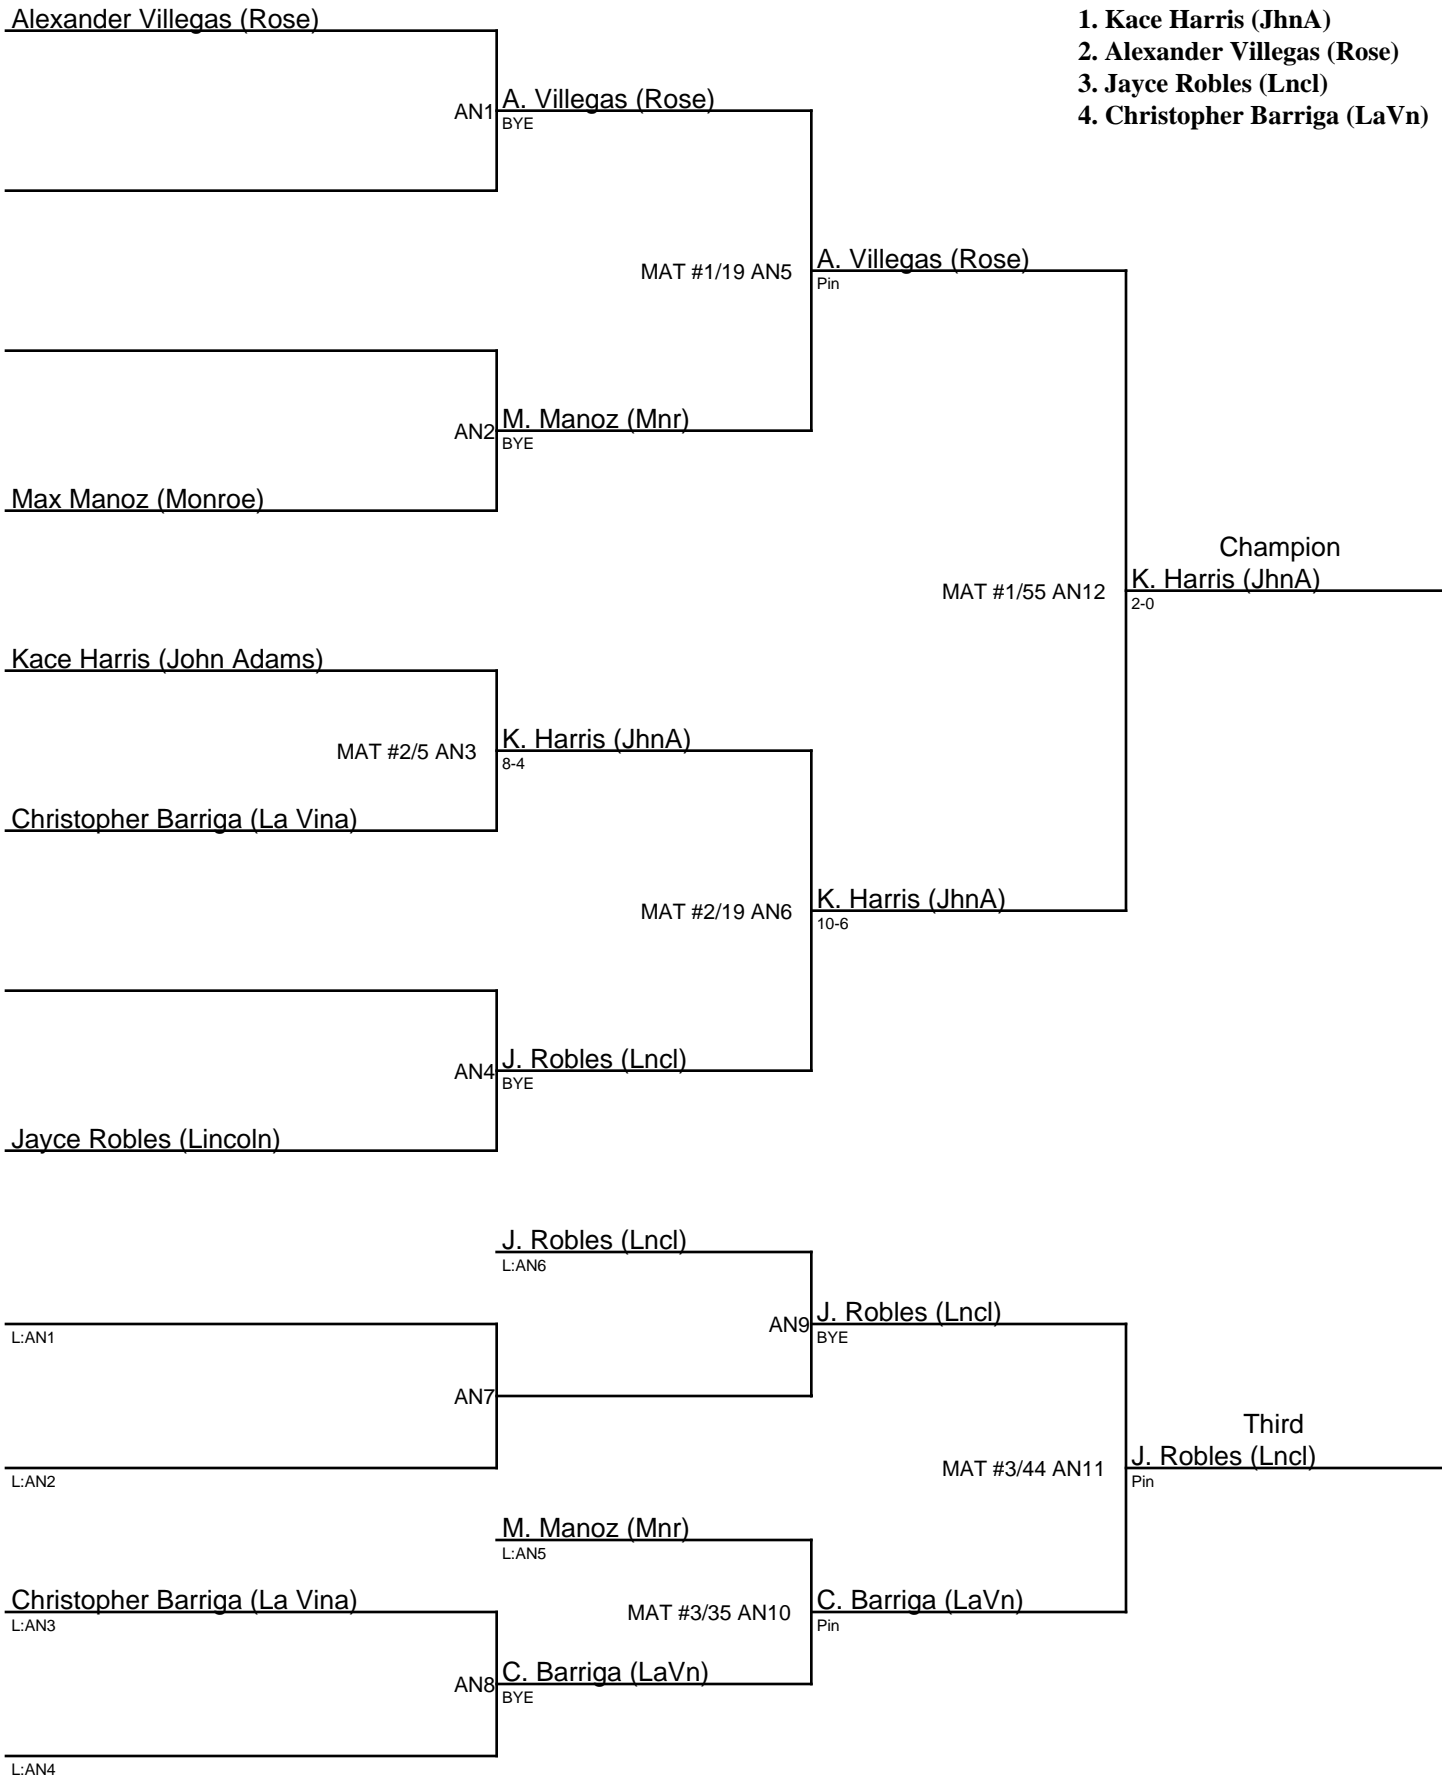 Alexander Villegas (Rose)
1. Kace Harris (JhnA)
2. Alexander Villegas (Rose)
3. Jayce Robles (Lncl)
4. Christopher Barriga (LaVn)
AN1
A. Villegas (Rose)
BYE
MAT #1/19 AN5
A. Villegas (Rose)
Pin
AN2
M. Manoz (Mnr)
BYE
Max Manoz (Monroe)
Champion
MAT #1/55 AN12
K. Harris (JhnA)
2-0
Kace Harris (John Adams)
MAT #2/5 AN3
K. Harris (JhnA)
8-4
Christopher Barriga (La Vina)
MAT #2/19 AN6
K. Harris (JhnA)
10-6
AN4
J. Robles (Lncl)
BYE
Jayce Robles (Lincoln)
J. Robles (Lncl)
L:AN6
L:AN1
AN9
J. Robles (Lncl)
BYE
AN7
L:AN2
Third
MAT #3/44 AN11
J. Robles (Lncl)
Pin
M. Manoz (Mnr)
L:AN5
Christopher Barriga (La Vina)
L:AN3
MAT #3/35 AN10
C. Barriga (LaVn)
Pin
AN8
C. Barriga (LaVn)
BYE
L:AN4